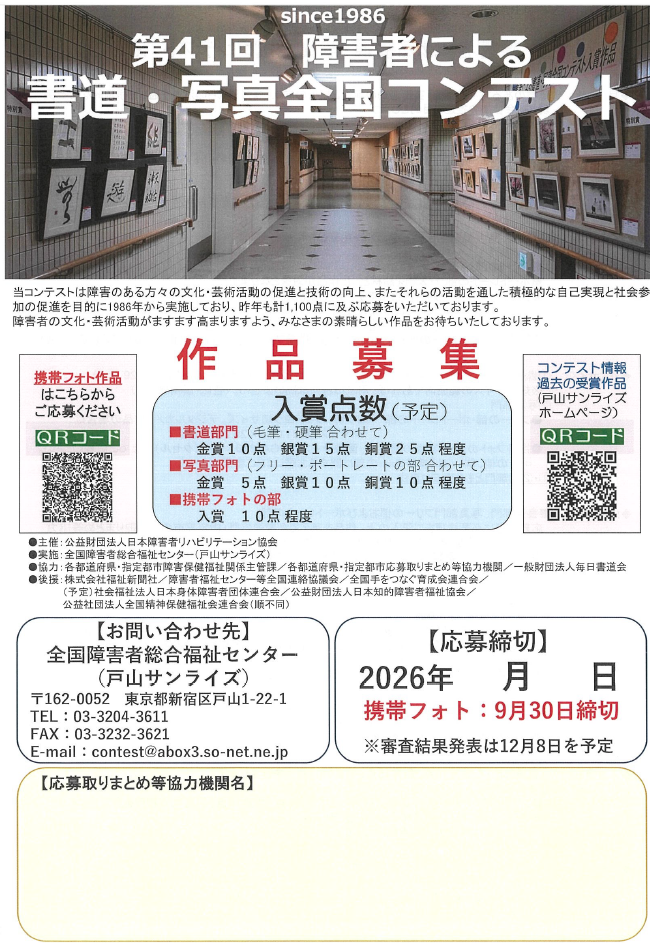 since1986
第41回 障害者による
書道・写真全国コンテスト
当コンテストは障害のある方々の文化・芸術活動の促進と技術の向上、またそれらの活動を通した積極的な自己実現と社会参
加の促進を目的に1986年から実施しており、昨年も計1,100点に及ぶ応募をいただいております。
障害者の文化・芸術活動がますます高まりますよう、みなさまの素晴らしい作品をお待ちいたしております。
作品募集
携帯フォト作品
はこちらから
ご応募ください
QRコード
入賞点数(予定)
■書道部門(毛筆・硬筆 合わせて)
金賞10点 銀賞15点 銅賞25点 程度
■写真部門(フリー・ポートレートの部 合わせて)
金賞 5点 銀賞10点 銅賞10点 程度
■携帯フォトの部
入賞 10点 程度
コンテスト情報
過去の受賞作品
(戸山サンライズ
ホームページ)
QRコード
●主催:公益財団法人日本障害者リハビリテーション協会
●実施:全国障害者総合福祉センター(戸山サンライズ)
●協力:各都道府県・指定都市障害保健福祉関係主管課/各都道府県・指定都市応募取りまとめ等協力機関/一般財団法人毎日書道会
●後援:株式会社福祉新聞社/障害者福祉センター等全国連絡協議会/全国手をつなぐ育成会連合会/
(予定)社会福祉法人日本身体障害者団体連合会/公益財団法人日本知的障害者福祉協会/
公益社団法人全国精神保健福祉会連合会(順不同)
【お問い合わせ先】
全国障害者総合福祉センター
(戸山サンライズ)
〒162-0052 東京都新宿区戸山1-22-1
TEL:03-3204-3611
FAX:03-3232-3621
E-mail:contest@abox3.so-net.ne.jp
【応募締切】
2026年 月 日
携帯フォト:9月30日締切
※審査結果発表は12月8日を予定
【応募取りまとめ等協力機関名】